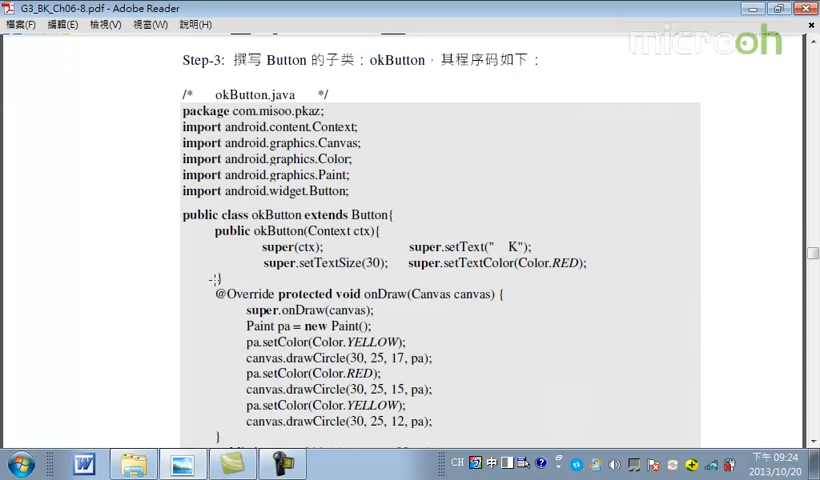 G3_BK_Ch06-8.pdf - Adobe Reader
檔案(F) 編輯(E) 檢視(V) 視窗(W) 說明(H)
microoh
Step-3: 撰写 Button 的子类：okButton，其程序码如下：
/* okButton.java */
package com.misoo.pkaz;
import android.content.Context;
import android.graphics.Canvas;
import android.graphics.Color;
import android.graphics.Paint;
import android.widget.Button;
public class okButton extends Button{
public okButton(Context ctx){
super(ctx); super.setText(" K");
super.setTextSize(30); super.setTextColor(Color.RED);
}
@Override protected void onDraw(Canvas canvas) {
super.onDraw(canvas);
Paint pa = new Paint();
pa.setColor(Color.YELLOW);
canvas.drawCircle(30, 25, 17, pa);
pa.setColor(Color.RED);
canvas.drawCircle(30, 25, 15, pa);
pa.setColor(Color.YELLOW);
canvas.drawCircle(30, 25, 12, pa);
}
CH 中
下午 09:24
2013/10/20